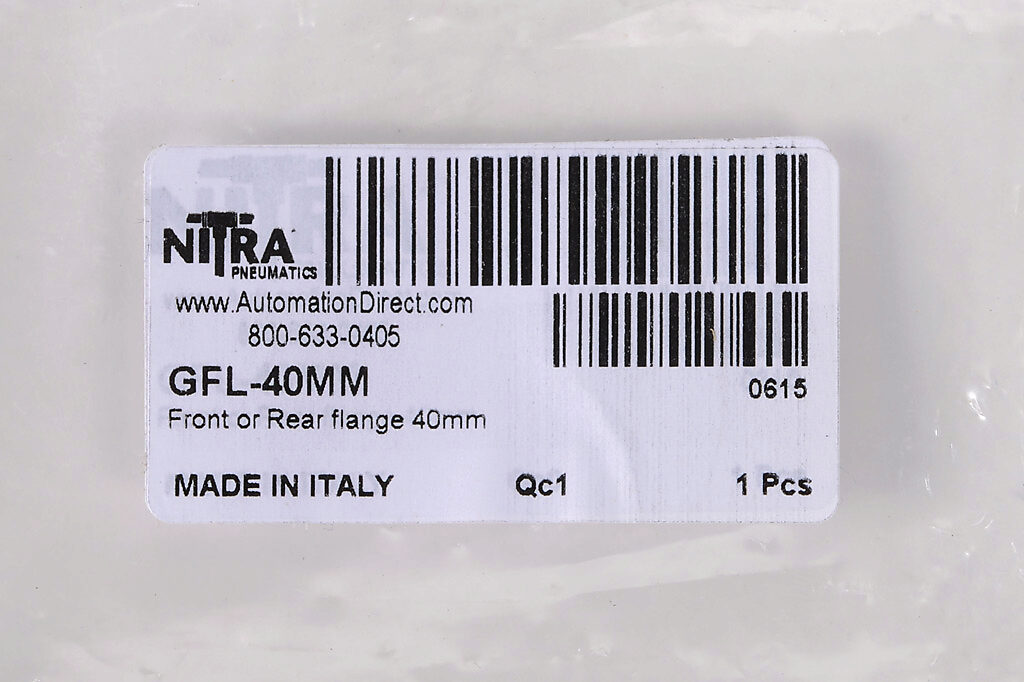 NITRA
PNEUMATICS
www.AutomationDirect.com
800-633-0405
GFL-40MM
0615
Front or Rear flange 40mm
MADE IN ITALY Qc1 1 Pcs